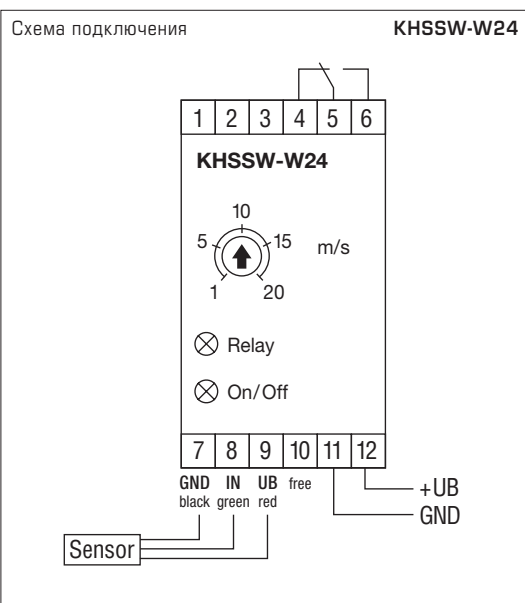 Схема подключения KHSSW-W24
1 2 3 4 5 6
KHSSW-W24
10
5 15 m/s
1 20
Relay
On/Off
7 8 9 10 11 12
GND IN UB free
black green red
+UB
GND
Sensor